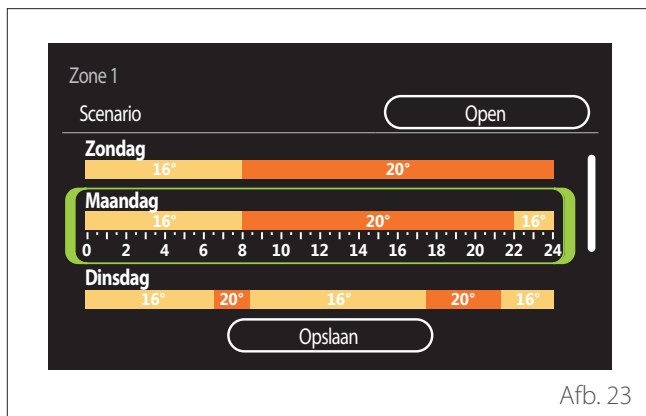 Zone 1
Scenario Open
Zondag
16° 20°
Maandag
16° 20° 16°
0 2 4 6 8 10 12 14 16 18 20 22 24
Dinsdag
16° 20° 16° 20° 16°
Opslaan
Afb. 23